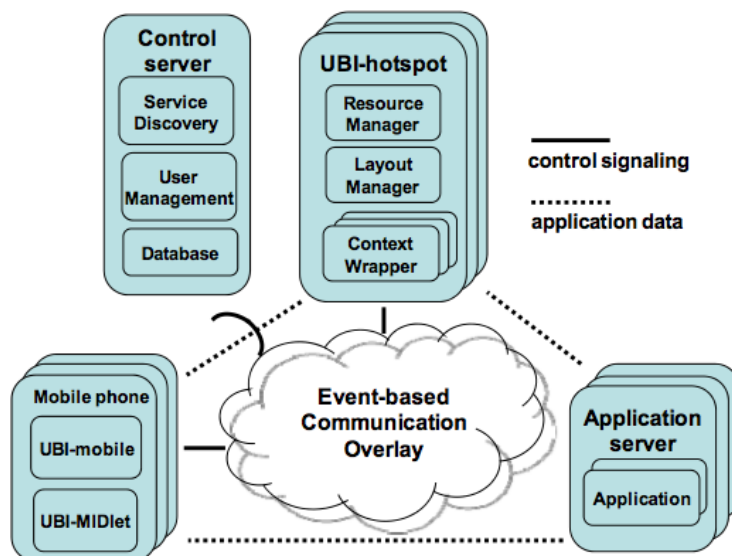 Control
server
Service
Discovery
User
Management
Database
UBI-hotspot
Resource
Manager
Layout
Manager
Context
Wrapper
control signaling
application data
Mobile phone
UBI-mobile
UBI-MIDlet
Event-based
Communication
Overlay
Application
server
Application